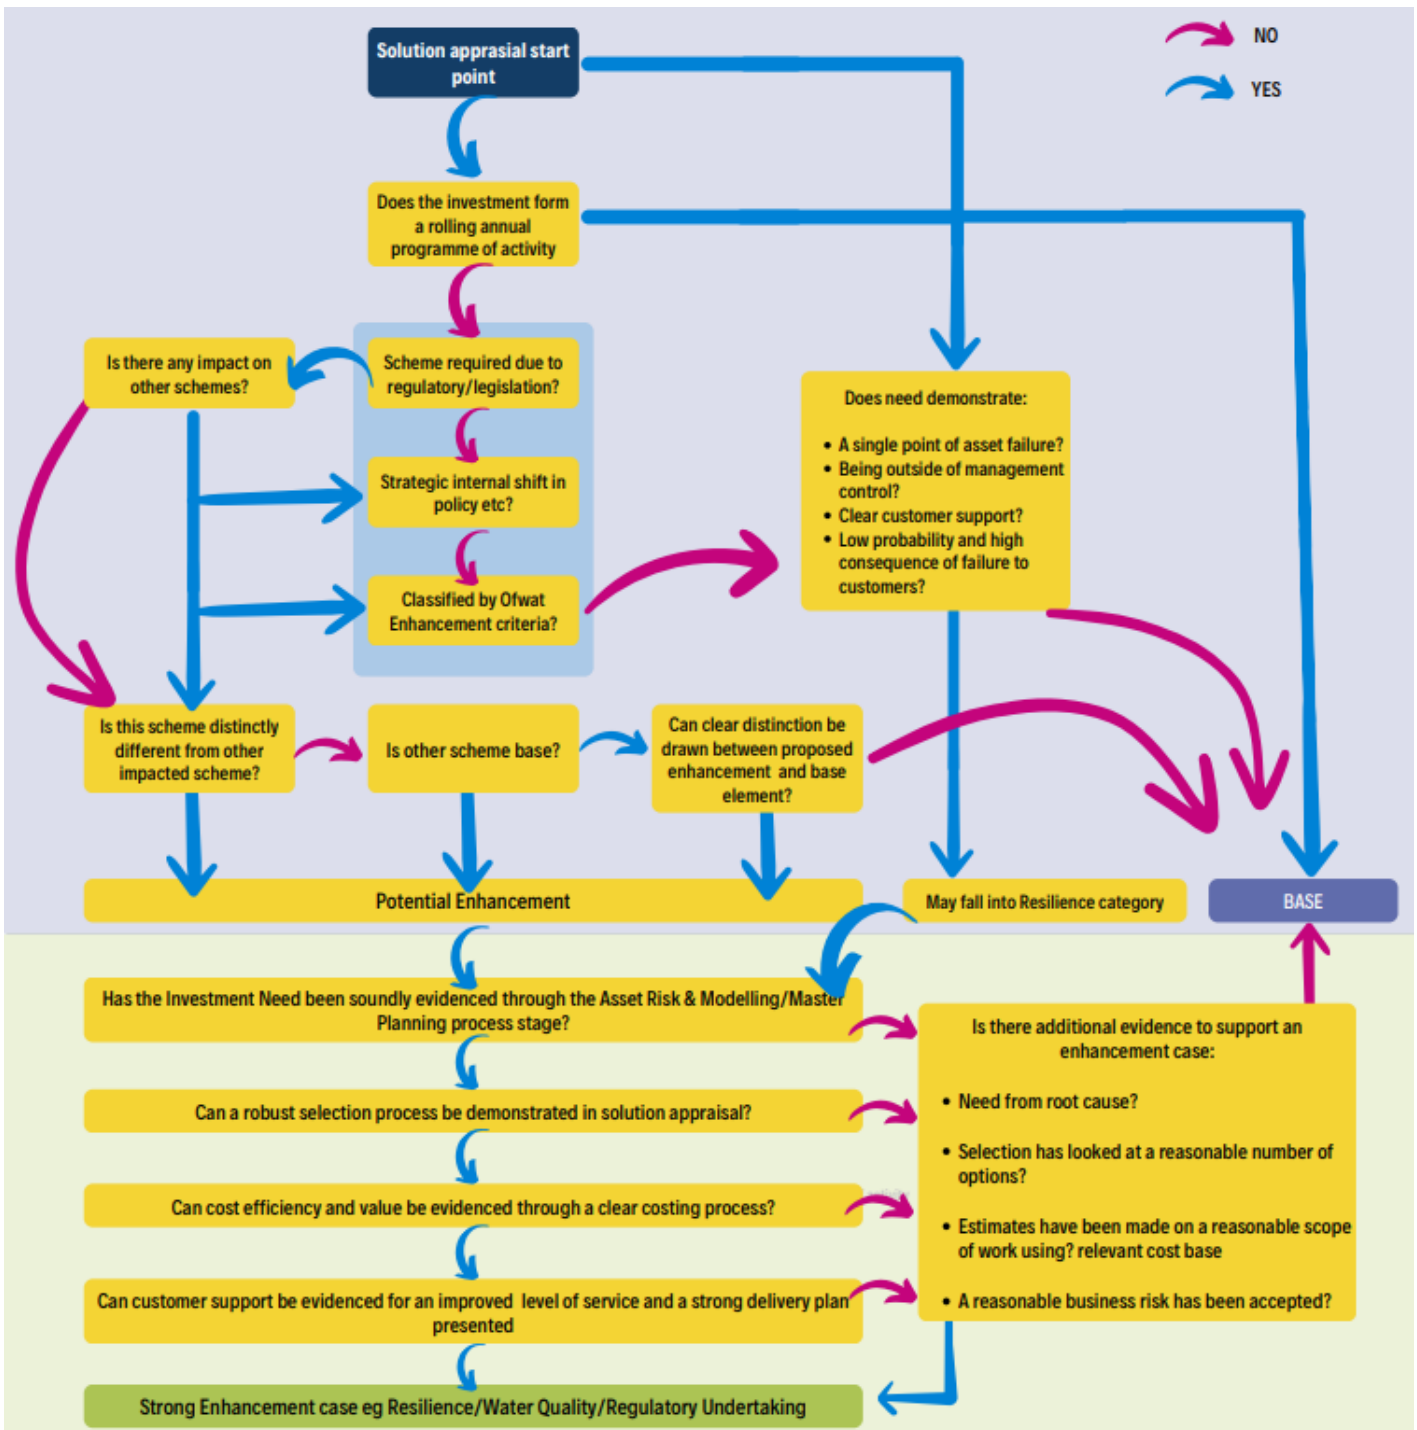 Solution apprasial start
point
NO
YES
Does the investment form
a rolling annual
programme of activity
Is there any impact on
other schemes?
Scheme required due to
regulatory/legislation?
Does need demonstrate:
• A single point of asset failure?
• Being outside of management
control?
• Clear customer support?
• Low probability and high
consequence of failure to
customers?
Strategic internal shift in
policy etc?
Classified by Ofwat
Enhancement criteria?
Is this scheme distinctly
different from other
impacted scheme?
Is other scheme base?
Can clear distinction be
drawn between proposed
enhancement and base
element?
Potential Enhancement
May fall into Resilience category
BASE
Has the Investment Need been soundly evidenced through the Asset Risk & Modelling/Master
Planning process stage?
Can a robust selection process be demonstrated in solution appraisal?
Can cost efficiency and value be evidenced through a clear costing process?
Can customer support be evidenced for an improved level of service and a strong delivery plan
presented
Is there additional evidence to support an
enhancement case:
• Need from root cause?
• Selection has looked at a reasonable number of
options?
• Estimates have been made on a reasonable scope
of work using? relevant cost base
• A reasonable business risk has been accepted?
Strong Enhancement case eg Resilience/Water Quality/Regulatory Undertaking